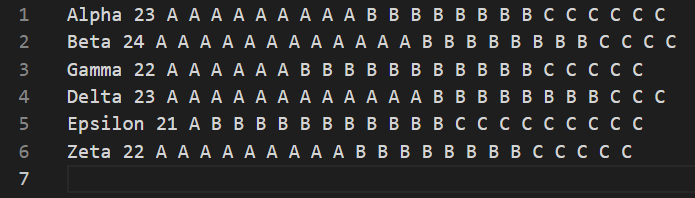 1 Alpha 23 A A A A A A A A A B B B B B B B B C C C C C C
2 Beta 24 A A A A A A A A A A A A B B B B B B B B C C C C
3 Gamma 22 A A A A A A B B B B B B B B B B B C C C C C
4 Delta 23 A A A A A A A A A A A A B B B B B B B B C C C
5 Epsilon 21 A B B B B B B B B B B B C C C C C C C C C
6 Zeta 22 A A A A A A A A A B B B B B B B B C C C C C
7